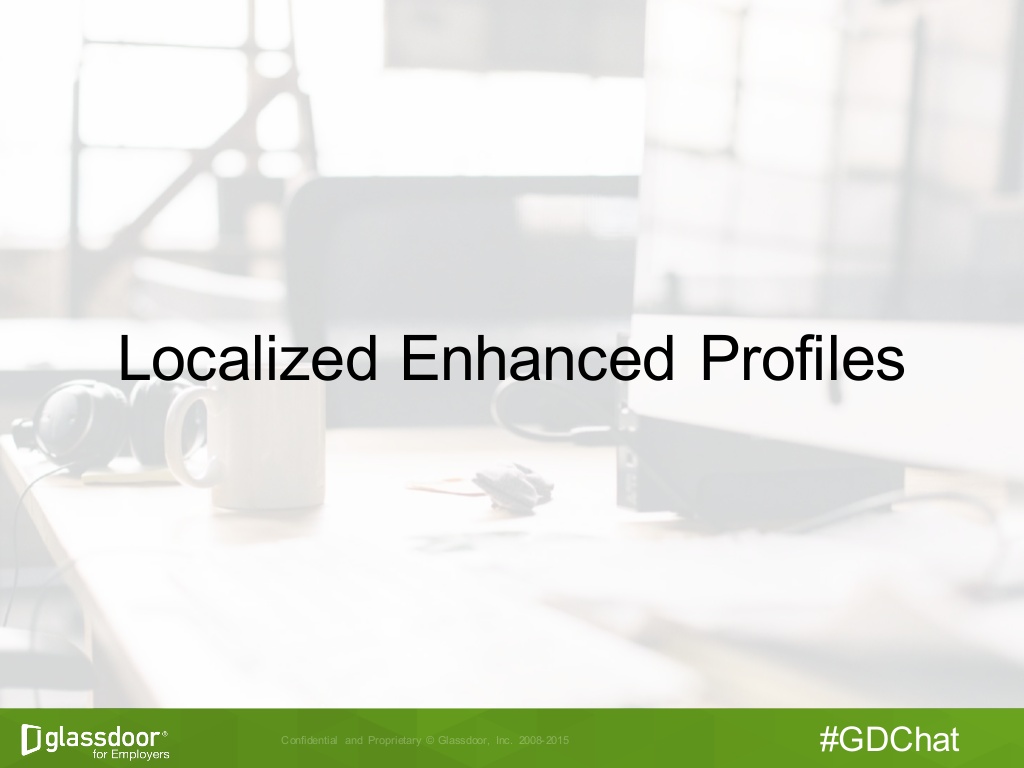 Localized Enhanced Profiles
glassdoor®
for Employers
Confidential and Proprietary © Glassdoor, Inc. 2008-2015
#GDChat